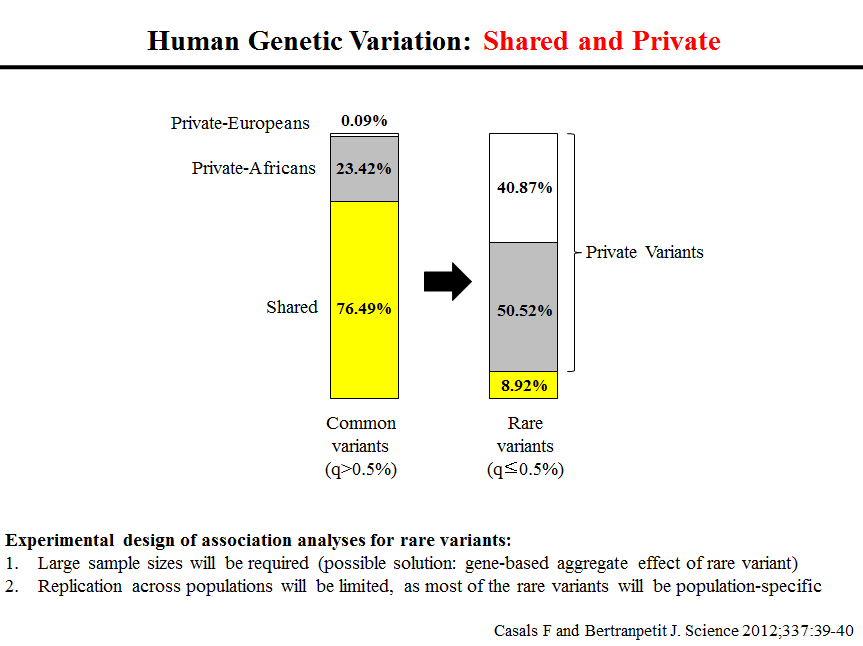 Human Genetic Variation: Shared and Private
Private-Europeans 0.09%
Private-Africans 23.42%
40.87%
Private Variants
Shared 76.49%
50.52%
8.92%
Common variants (q>0.5%)
Rare variants (q≤0.5%)
Experimental design of association analyses for rare variants:
1. Large sample sizes will be required (possible solution: gene-based aggregate effect of rare variant)
2. Replication across populations will be limited, as most of the rare variants will be population-specific
Casals F and Bertranpetit J. Science 2012;337:39-40